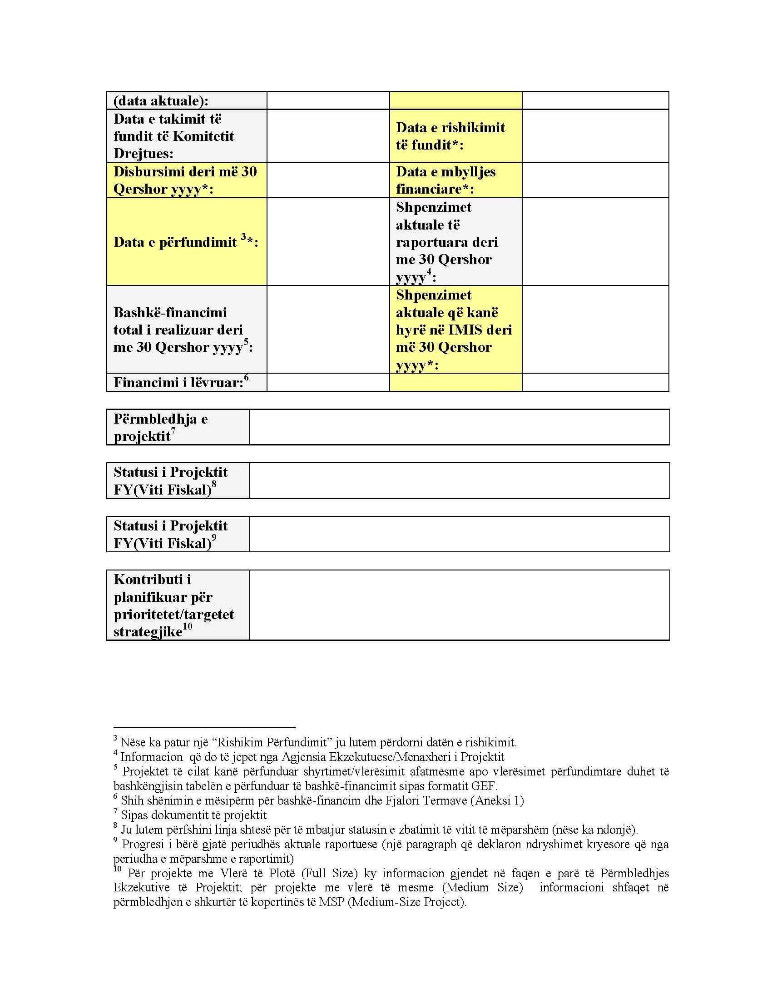 (data aktuale):
Data e takimit të
fundit të Komitetit
Drejtues:
Data e rishikimit
të fundit*:
Disbursimi deri më 30
Qershor yyyy*:
Data e mbylljes
financiare*:
Data e përfundimit ³*:
Shpenzimet
aktuale të
raportuara deri
me 30 Qershor
yyyy⁴:
Bashkë-financimi
total i realizuar deri
me 30 Qershor yyyy⁵:
Shpenzimet
aktuale që kanë
hyrë në IMIS deri
më 30 Qershor
yyyy*:
Financimi i lëvruar:⁶
Përmbledhja e
projektit⁷
Statusi i Projektit
FY(Viti Fiskal)⁸
Statusi i Projektit
FY(Viti Fiskal)⁹
Kontributi i
planifikuar për
prioritetet/targetet
strategjike¹⁰
³ Nëse ka patur një “Rishikim Përfundimit” ju lutem përdorni datën e rishikimit.
⁴ Informacion që do të jepet nga Agjensia Ekzekutuese/Menaxheri i Projektit
⁵ Projektet të cilat kanë përfunduar shyrtimet/vlerësimit afatmesme apo vlerësimet përfundimtare duhet të
bashkëngjisin tabelën e përfunduar të bashkë-financimit sipas formatit GEF.
⁶ Shih shënimin e mësipërm për bashkë-financim dhe Fjalori Termave (Aneksi 1)
⁷ Sipas dokumentit të projektit
⁸ Ju lutem përfshini linja shtesë për të mbatjur statusin e zbatimit të vitit të mëparshëm (nëse ka ndonjë).
⁹ Progresi i bërë gjatë periudhës aktuale raportuese (një paragraph që deklaron ndryshimet kryesore që nga
periudha e mëparshme e raportimit)
¹⁰ Për projekte me Vlerë të Plotë (Full Size) ky informacion gjendet në faqen e parë të Përmbledhjes
Ekzekutive të Projektit; për projekte me vlerë të mesme (Medium Size) informacioni shfaqet në
përmbledhjen e shkurtër të kopertinës të MSP (Medium-Size Project).